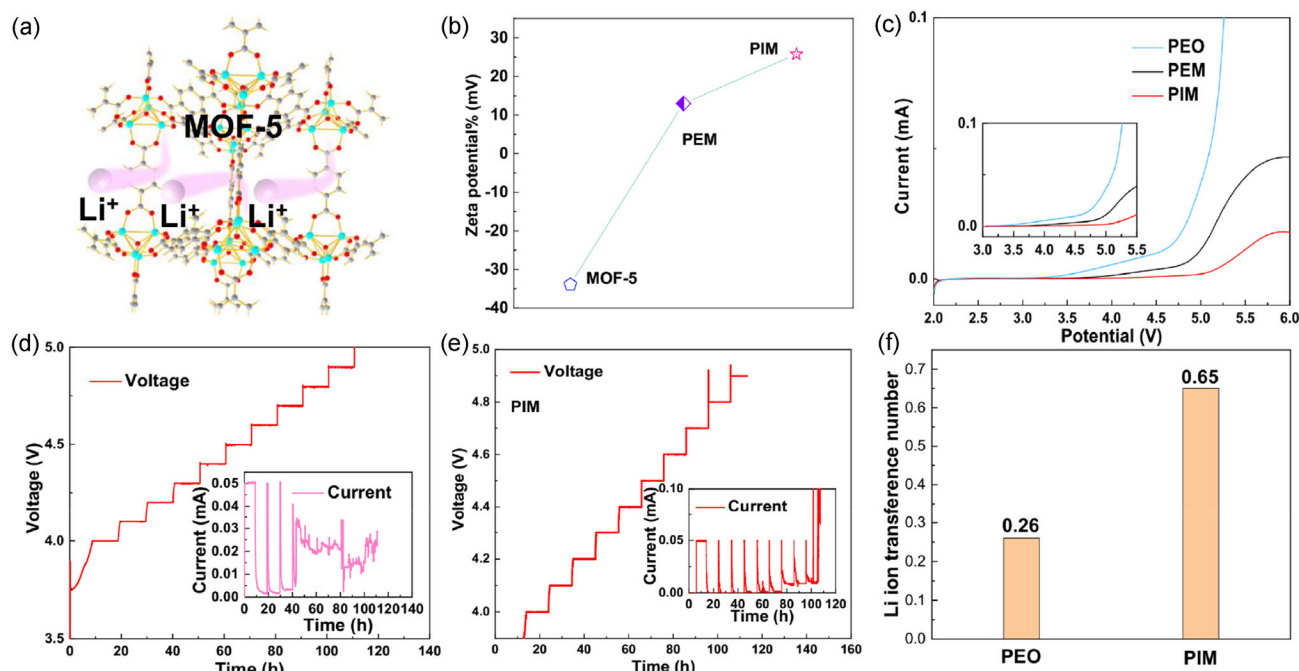 (a)
MOF-5
Li+ Li+ Li+
(b)
Zeta potential% (mV)
35
30
25
20
15
10
5
0
-5
-10
-15
-20
-25
-30
-35
-40
PIM
PEM
MOF-5
(c)
Current (mA)
0.1
0.0
PEO
PEM
PIM
0.1
0.0
3.0 3.5 4.0 4.5 5.0 5.5
2.0 2.5 3.0 3.5 4.0 4.5 5.0 5.5 6.0
Potential (V)
(d)
Voltage (V)
5.0
4.5
4.0
3.5
Voltage
Current (mA)
0.05
0.04
0.03
0.02
0.01
0.00
Current
0 20 40 60 80 100 120 140
Time (h)
0 20 40 60 80 100 120 140
Time (h)
(e)
Voltage (V)
5.0
4.8
4.6
4.4
4.2
4.0
Voltage
PIM
Current (mA)
0.10
0.05
0.00
Current
0 20 40 60 80 100 120 140
Time (h)
0 20 40 60 80 100 120 140 160
Time (h)
(f)
Li ion transference number
0.7
0.6
0.5
0.4
0.3
0.2
0.1
0.0
0.26
0.65
PEO PIM